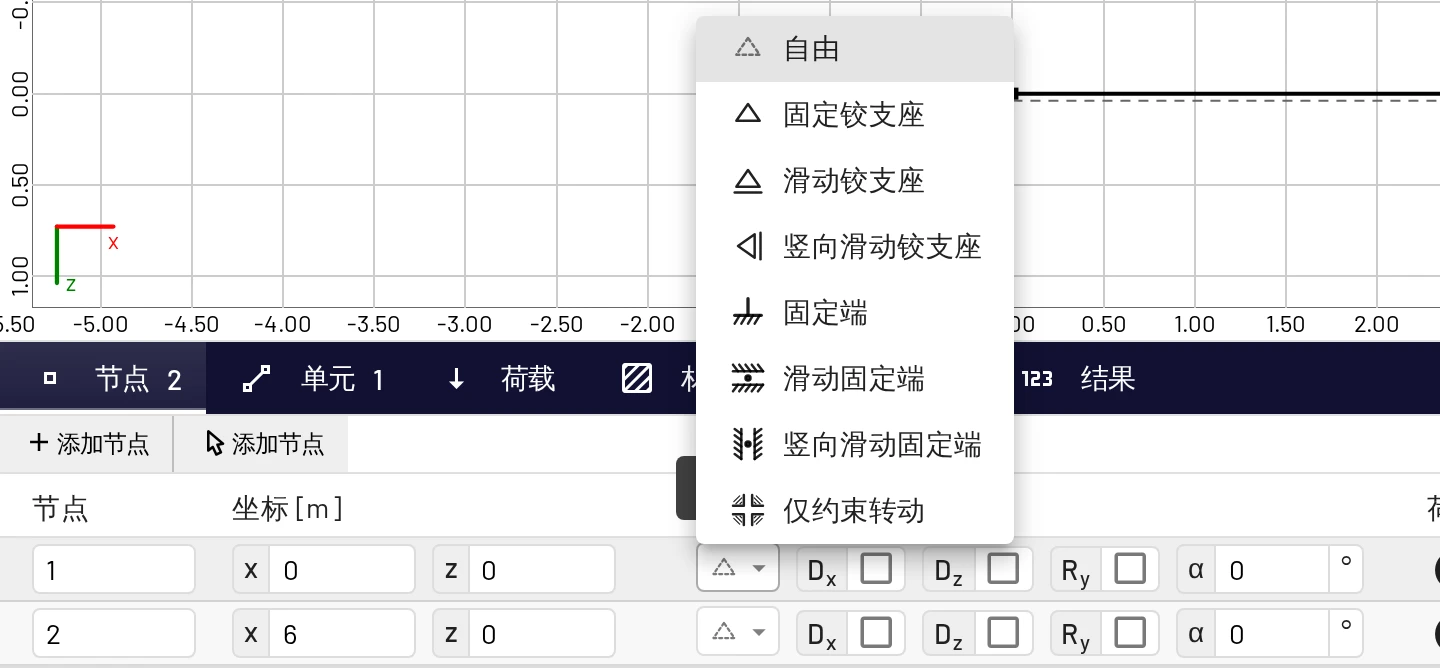 -0.
0.00
0.50
1.00
x
z
5.50 -5.00 -4.50 -4.00 -3.50 -3.00 -2.50 -2.00 00 0.50 1.00 1.50 2.00
自由
固定铰支座
滑动铰支座
竖向滑动铰支座
固定端
滑动固定端
竖向滑动固定端
仅约束转动
节点 2 单元 1 荷载 123 结果
+ 添加节点 添加节点
节点 坐标 [m]
1 x 0 z 0 Dx Dz Ry α 0 °
2 x 6 z 0 Dx Dz Ry α 0 °